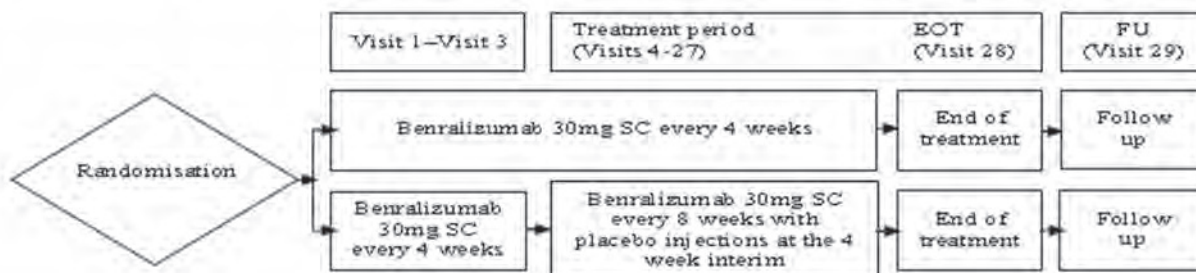 Visit 1–Visit 3
Treatment period
(Visits 4-27)
EOT
(Visit 28)
FU
(Visit 29)
Randomisation
Benralizumab 30mg SC every 4 weeks
End of
treatment
Follow
up
Benralizumab
30mg SC
every 4 weeks
Benralizumab 30mg SC
every 8 weeks with
placebo injections at the 4
week interim
End of
treatment
Follow
up